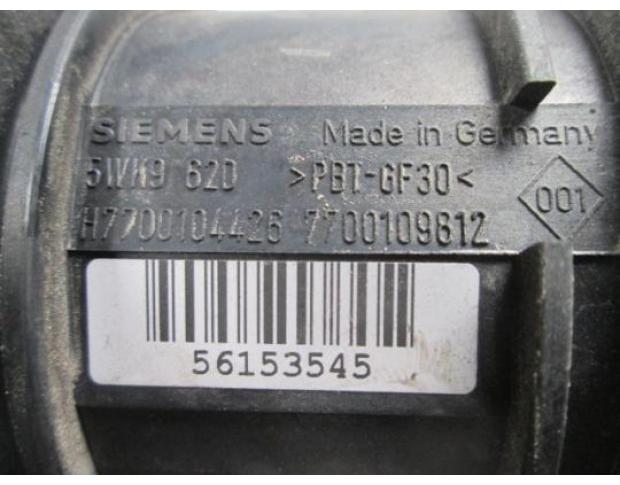 SIEMENS Made in Germany
5WK9 620 >PBT-GF30<
001
H7700104426 7700109812
56153545